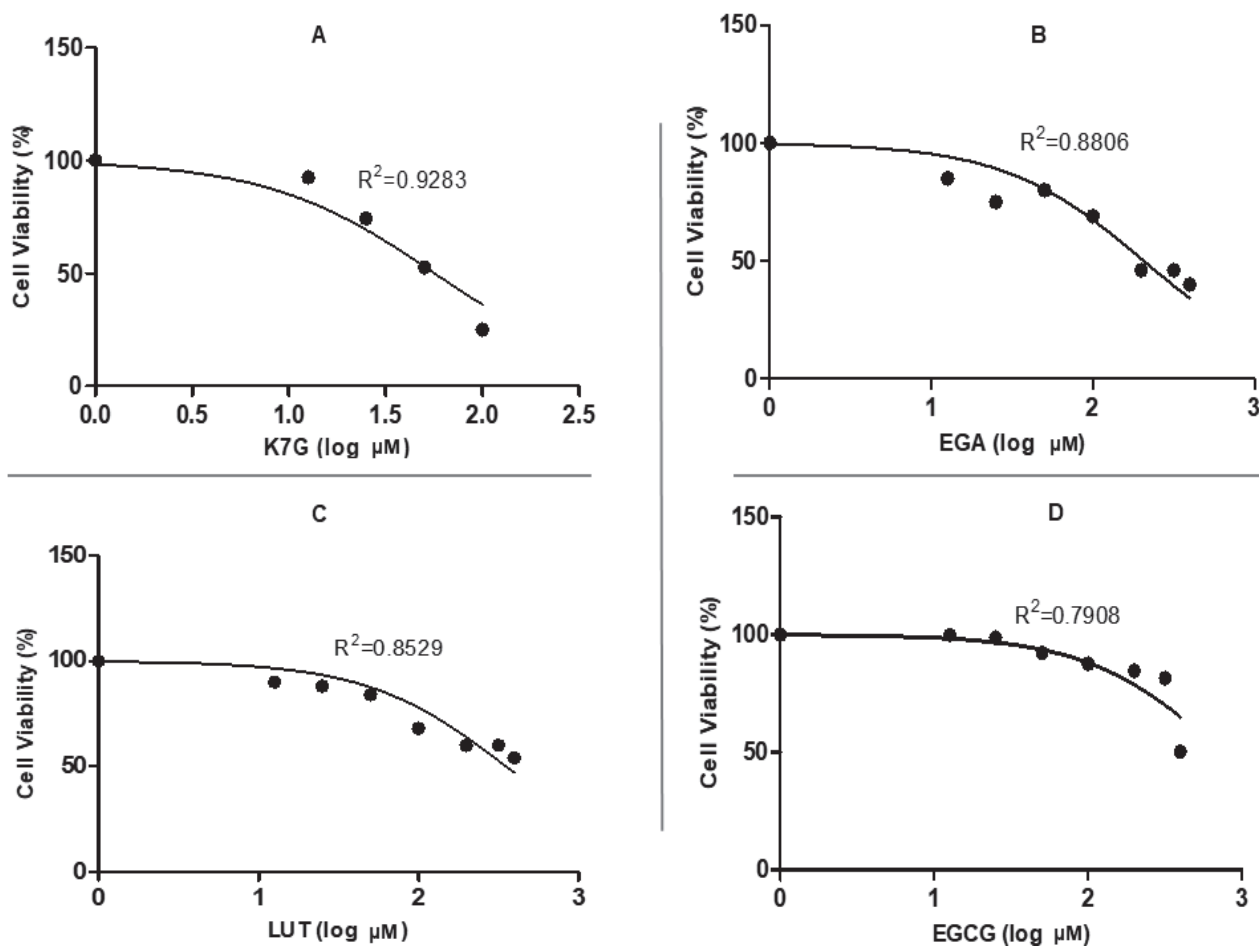 A
150
100
50
0
Cell Viability (%)
R²=0.9283
0.0 0.5 1.0 1.5 2.0 2.5
K7G (log µM)
B
150
100
50
0
Cell Viability (%)
R²=0.8806
0 1 2 3
EGA (log µM)
C
150
100
50
0
Cell Viability (%)
R²=0.8529
0 1 2 3
LUT (log µM)
D
150
100
50
0
Cell Viability (%)
R²=0.7908
0 1 2 3
EGCG (log µM)